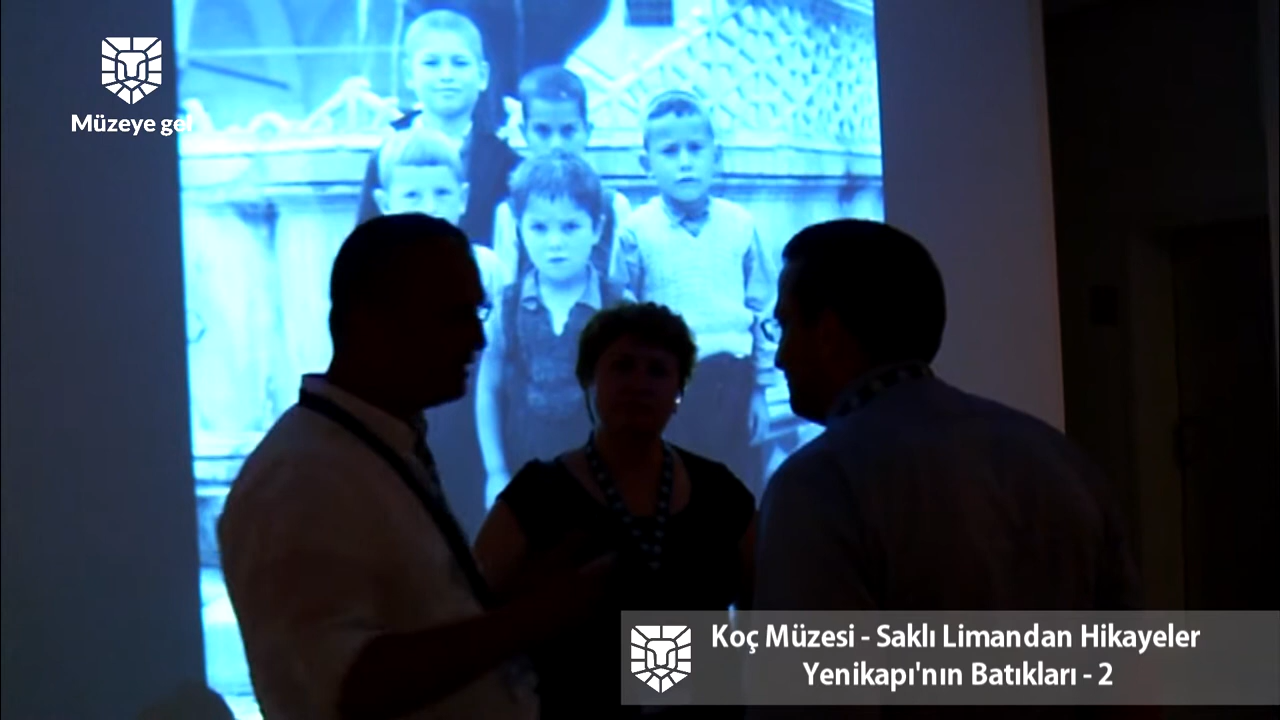 Müzeye gel
Koç Müzesi - Saklı Limandan Hikayeler
Yenikapı'nın Batıkları - 2